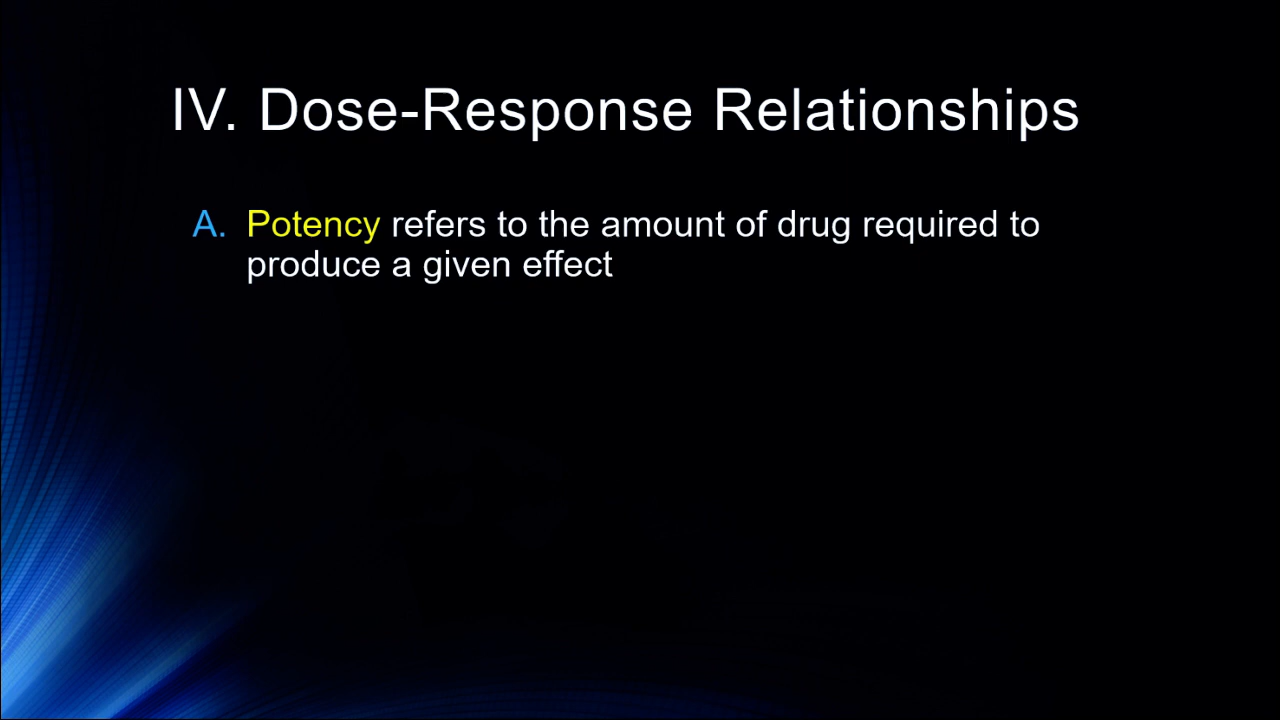 IV. Dose-Response Relationships
A. Potency refers to the amount of drug required to
produce a given effect